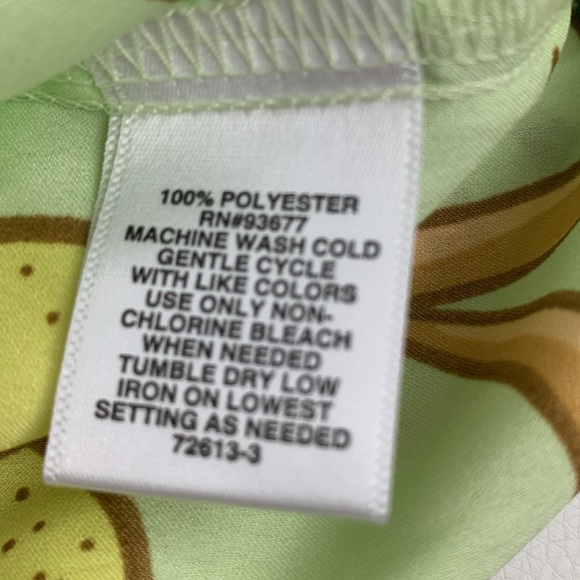 100% POLYESTER
RN#93677
MACHINE WASH COLD
GENTLE CYCLE
WITH LIKE COLORS
USE ONLY NON-
CHLORINE BLEACH
WHEN NEEDED
TUMBLE DRY LOW
IRON ON LOWEST
SETTING AS NEEDED
72613-3